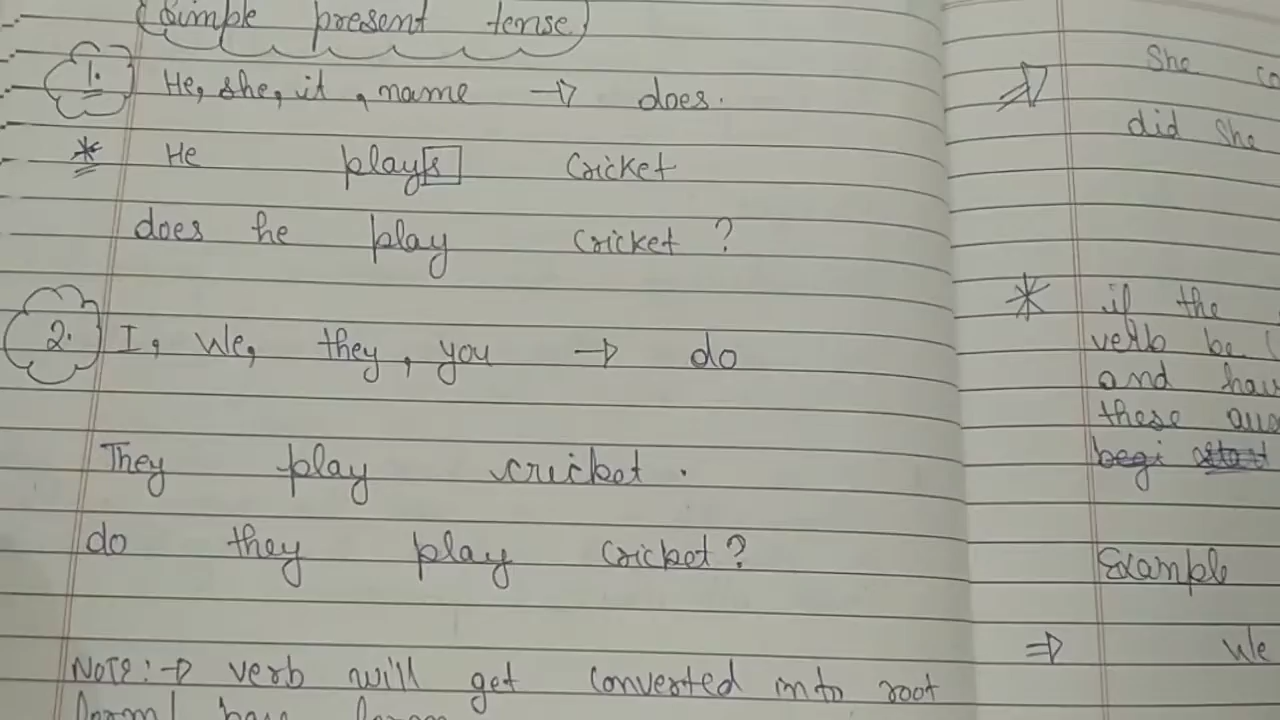 Simple present tense
1. He, she, it, name → does.
* He plays cricket
does he play cricket?
2. I, We, they, you → do
They play cricket.
do they play cricket?
NOTE:→ verb will get converted into root
⇒ She
did she
* if the
verb be
and
these
begi start
Example
⇒ We